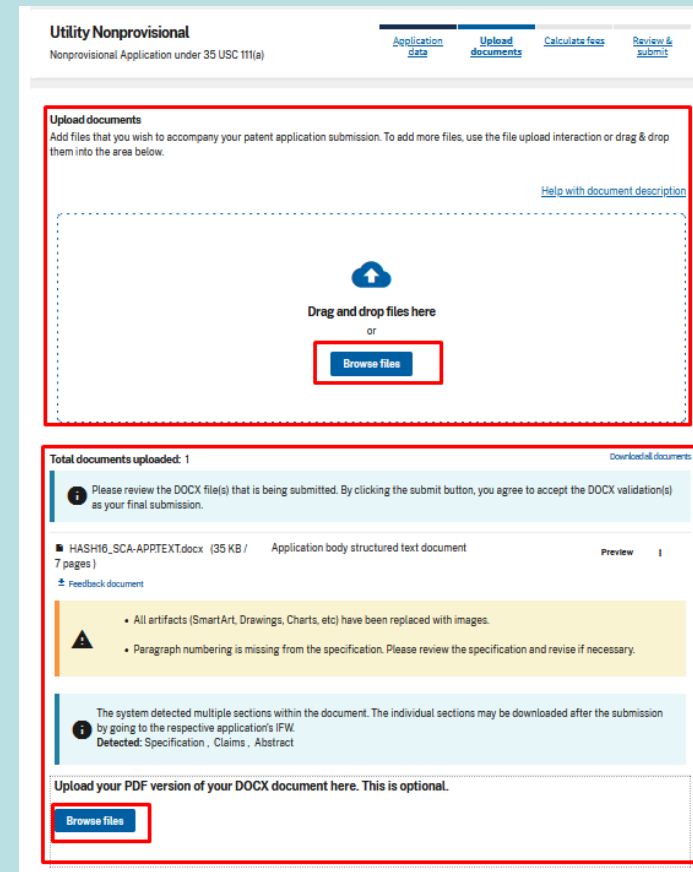 Utility Nonprovisional
Nonprovisional Application under 35 USC 111(a)
Application data
Upload documents
Calculate fees
Review & submit
Upload documents
Add files that you wish to accompany your patent application submission. To add more files, use the file upload interaction or drag & drop
them into the area below.
Help with document description
Drag and drop files here
or
Browse files
Total documents uploaded: 1
Download all documents
Please review the DOCX file(s) that is being submitted. By clicking the submit button, you agree to accept the DOCX validation(s)
as your final submission.
HASH16_SCA-APP.TEXT.docx (35 KB /
7 pages )
Application body structured text document
Preview
Feedback document
• All artifacts (SmartArt, Drawings, Charts, etc) have been replaced with images.
• Paragraph numbering is missing from the specification. Please review the specification and revise if necessary.
The system detected multiple sections within the document. The individual sections may be downloaded after the submission
by going to the respective application's IFW.
Detected: Specification , Claims , Abstract
Upload your PDF version of your DOCX document here. This is optional.
Browse files